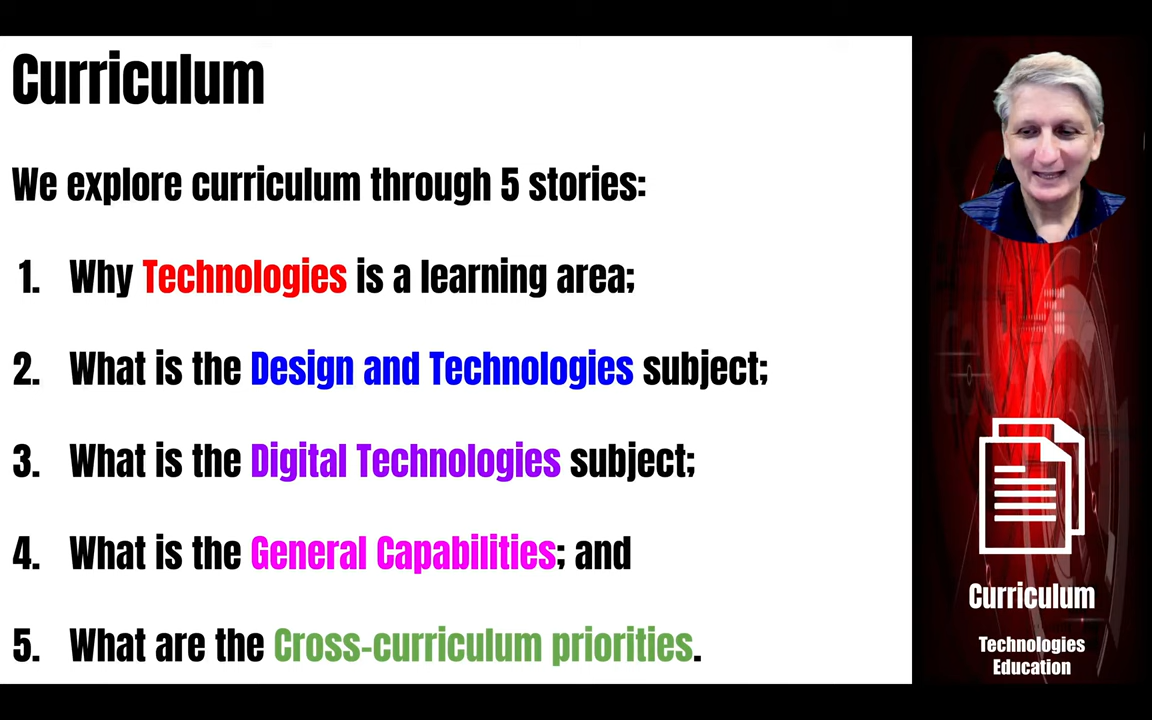 Curriculum
We explore curriculum through 5 stories:
1. Why Technologies is a learning area;
2. What is the Design and Technologies subject;
3. What is the Digital Technologies subject;
4. What is the General Capabilities; and
5. What are the Cross-curriculum priorities.
Curriculum
Technologies
Education